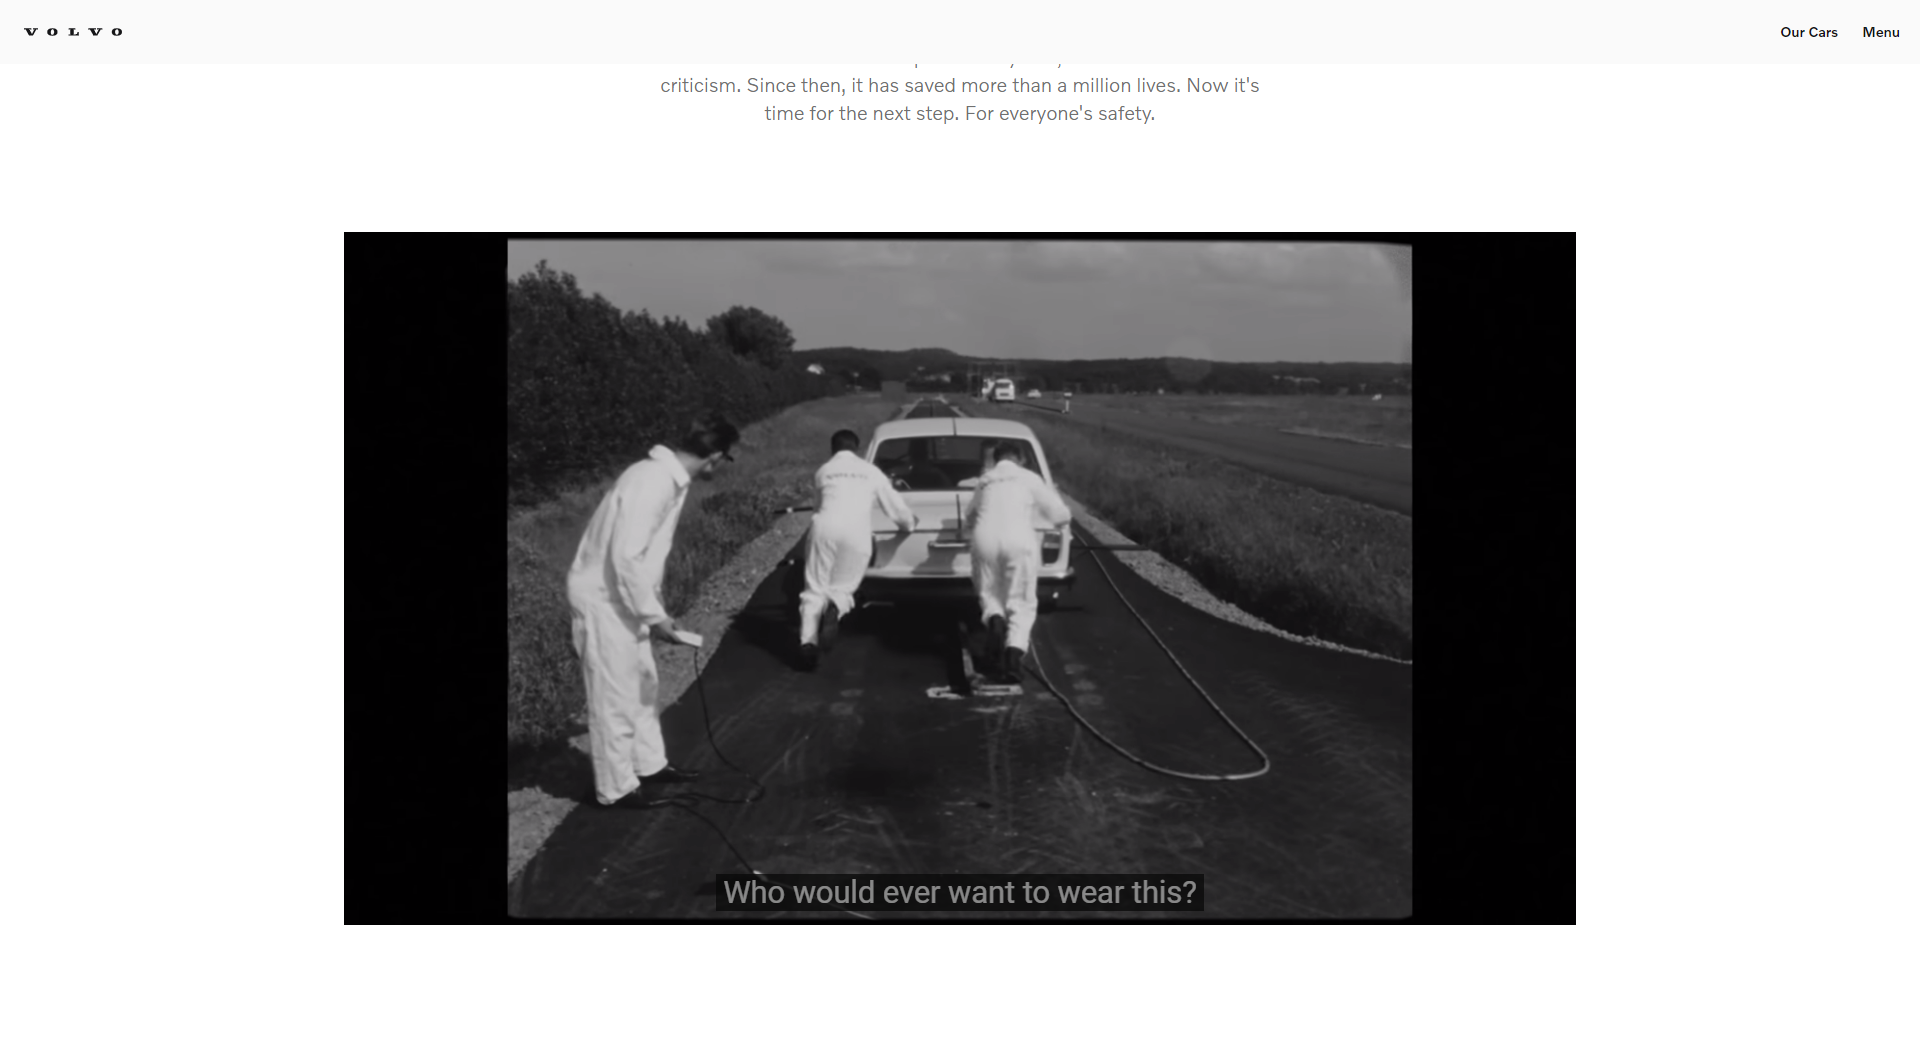 VOLVO
Our Cars
Menu
criticism. Since then, it has saved more than a million lives. Now it's
time for the next step. For everyone's safety.
Who would ever want to wear this?